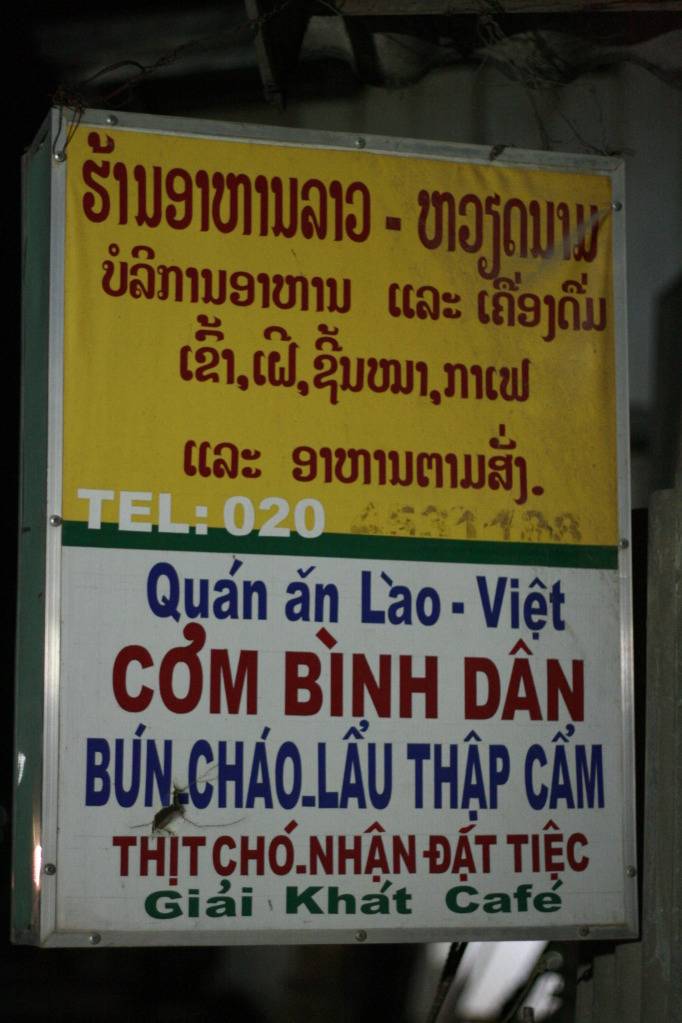 ຮ້ານອາຫານລາວ - ຫວຽດນາມ
ບໍລິການອາຫານ ແລະ ເຄື່ອງດື່ມ
ເຂົ້າ,ເຝີ,ຊີ້ນໝາ,ກາເຟ
ແລະ ອາຫານຕາມສັ່ງ.
TEL: 020
Quán ăn Lào - Việt
CƠM BÌNH DÂN
BÚN-CHÁO-LẨU THẬP CẨM
THỊT CHÓ-NHẬN ĐẶT TIỆC
Giải Khát Café